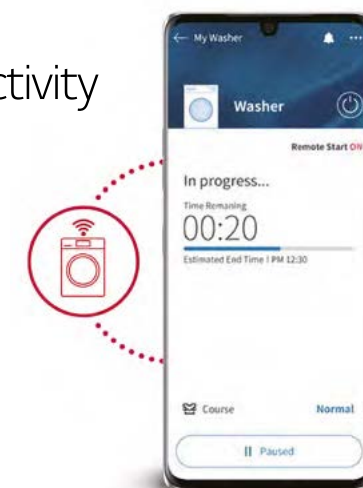 ctivity
← My Washer
Washer
Remote Start ON
In progress...
Time Remaning
00:20
Estimated End Time l PM 12:30
Course Normal
Paused